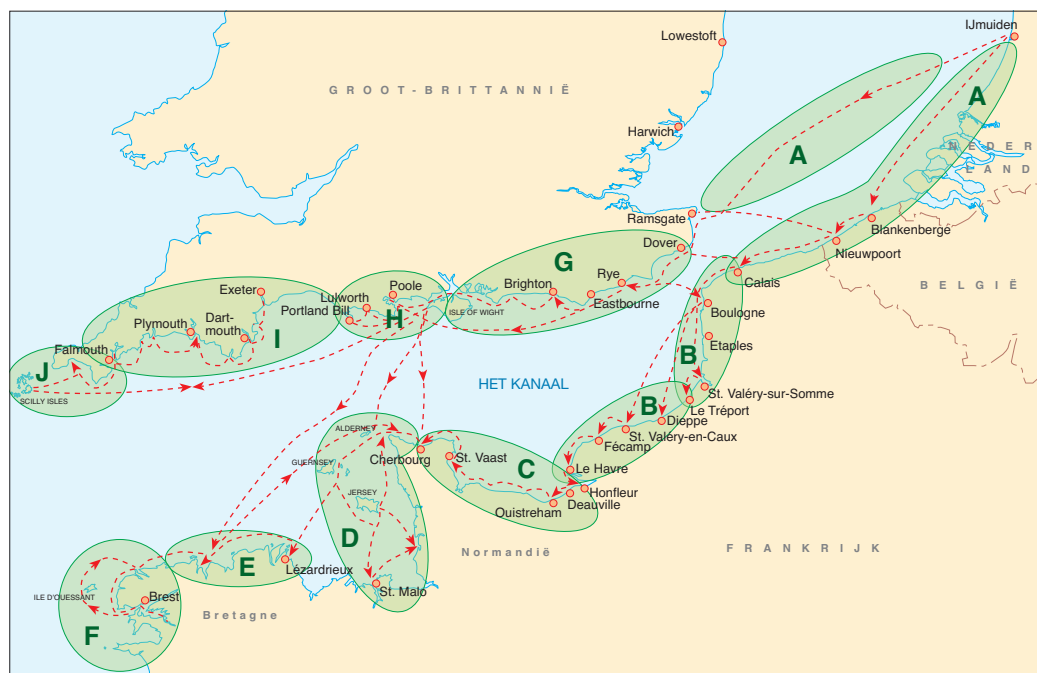 IJmuiden
Lowestoft
GROOT-BRITTANNIË
A
Harwich
A
NEDER
LAND
Ramsgate
Blankenberge
Dover
Nieuwpoort
G
Calais
BELGIË
Exeter
Poole
Brighton
Rye
Lulworth
Eastbourne
Portland Bill
ISLE OF WIGHT
Boulogne
Plymouth
Dart-
mouth
I
H
Etaples
Falmouth
B
J
HET KANAAL
St. Valéry-sur-Somme
SCILLY ISLES
Le Tréport
B
Dieppe
ALDERNEY
St. Valéry-en-Caux
Cherbourg
St. Vaast
Fécamp
GUERNSEY
C
Le Havre
JERSEY
Honfleur
Deauville
Ouistreham
D
Normandië
FRANKRIJK
E
Lézardrieux
St. Malo
ILE D'OUESSANT
Brest
Bretagne
F